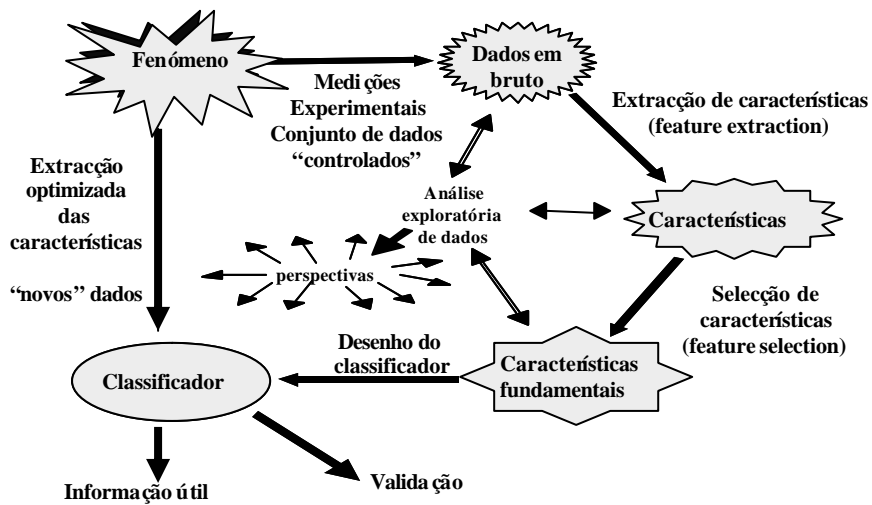 Fenómeno
Dados em
bruto
Medições
Experimentais
Conjunto de dados
“controlados”
Extracção de características
(feature extraction)
Extracção
optimizada
das
características
“novos” dados
Análise
exploratória
de dados
Características
perspectivas
Selecção de
características
(feature selection)
Desenho do
classificador
Características
fundamentais
Classificador
Informação útil
Validação